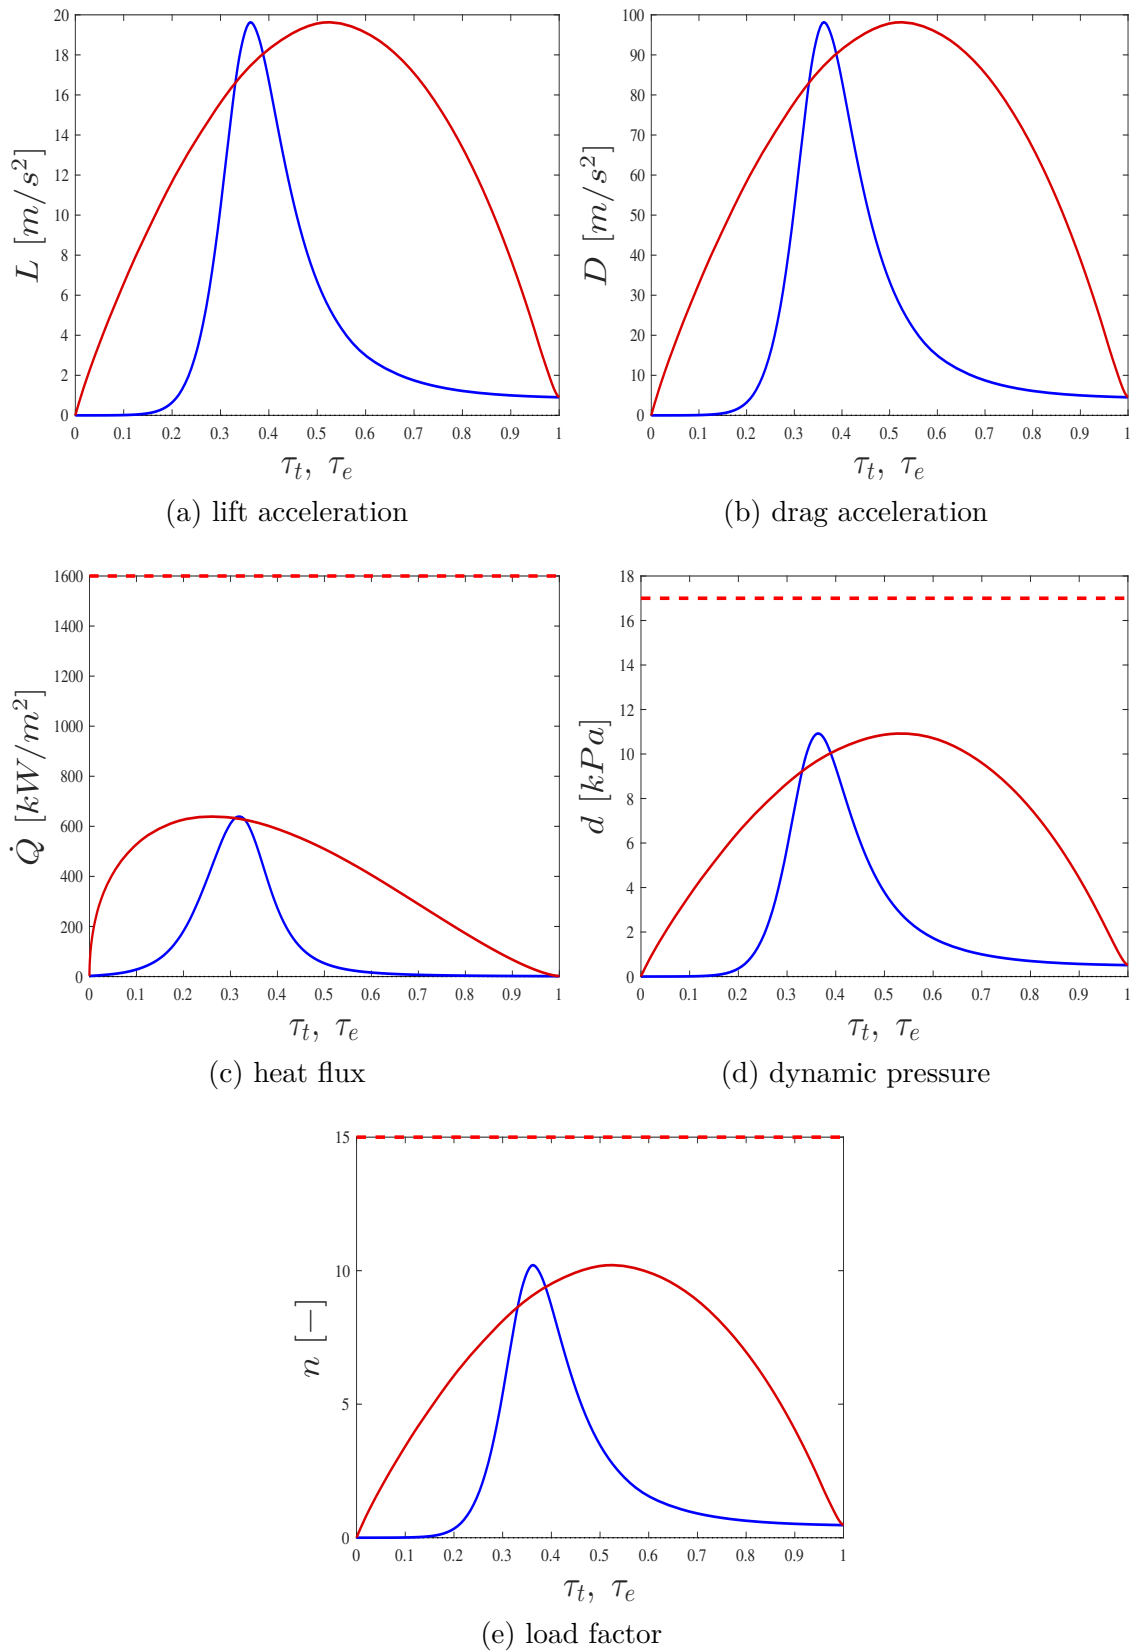 20
18
16
14
12
10
8
6
4
2
0
L [m/s²]
0 0.1 0.2 0.3 0.4 0.5 0.6 0.7 0.8 0.9 1
τₜ, τₑ
(a) lift acceleration
100
90
80
70
60
50
40
30
20
10
0
D [m/s²]
0 0.1 0.2 0.3 0.4 0.5 0.6 0.7 0.8 0.9 1
τₜ, τₑ
(b) drag acceleration
1600
1400
1200
1000
800
600
400
200
0
Q̇ [kW/m²]
0 0.1 0.2 0.3 0.4 0.5 0.6 0.7 0.8 0.9 1
τₜ, τₑ
(c) heat flux
18
16
14
12
10
8
6
4
2
0
d [kPa]
0 0.1 0.2 0.3 0.4 0.5 0.6 0.7 0.8 0.9 1
τₜ, τₑ
(d) dynamic pressure
15
10
5
0
n [−]
0 0.1 0.2 0.3 0.4 0.5 0.6 0.7 0.8 0.9 1
τₜ, τₑ
(e) load factor